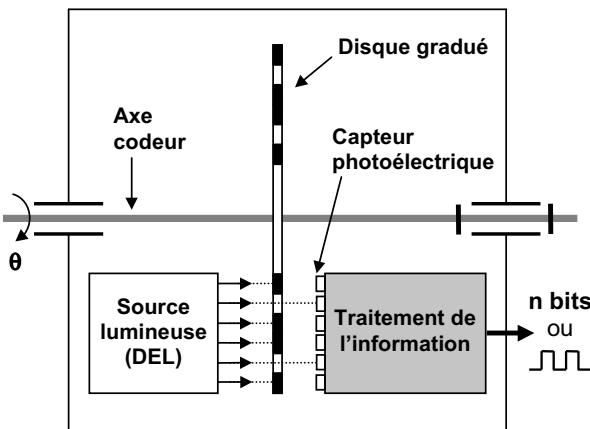 Disque gradué
Axe
codeur
Capteur
photoélectrique
θ
Source
lumineuse
(DEL)
Traitement de
l'information
n bits
ou